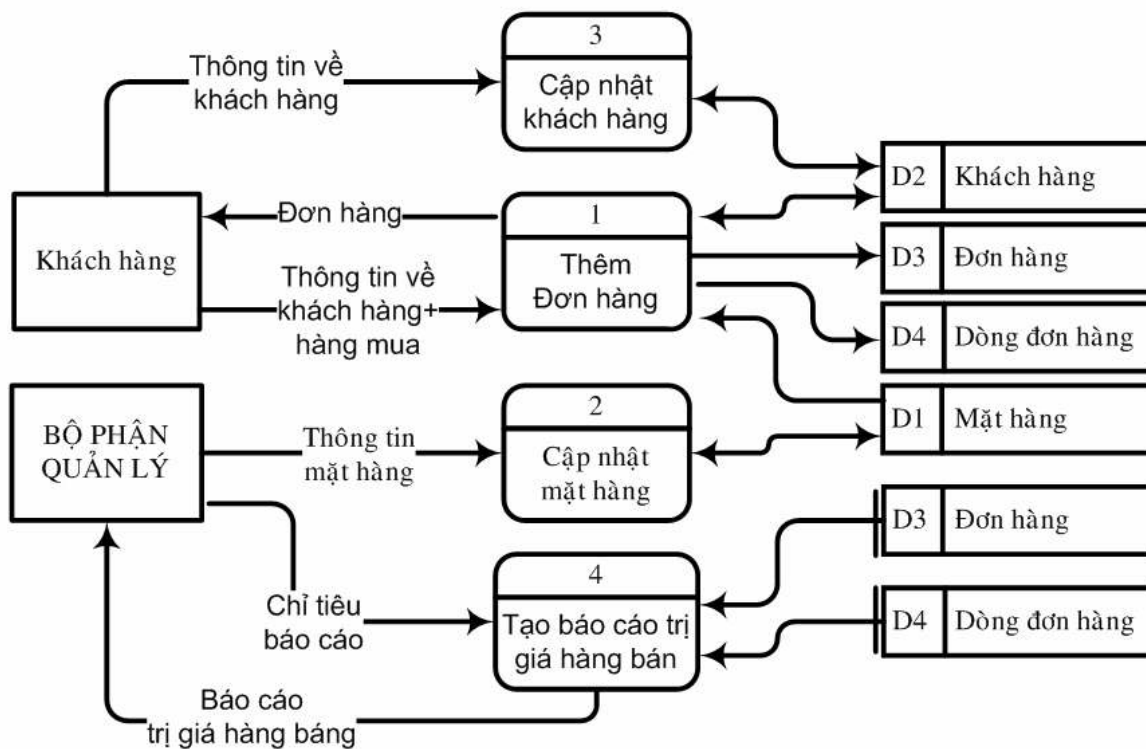 3
Thông tin về
khách hàng
Cập nhật
khách hàng
D2 Khách hàng
Đơn hàng
1
Khách hàng
Thêm
Đơn hàng
D3 Đơn hàng
Thông tin về
khách hàng+
hàng mua
D4 Dòng đơn hàng
D1 Mặt hàng
BỘ PHẬN
QUẢN LÝ
Thông tin
mặt hàng
2
Cập nhật
mặt hàng
D3 Đơn hàng
4
Chỉ tiêu
báo cáo
Tạo báo cáo trị
giá hàng bán
D4 Dòng đơn hàng
Báo cáo
trị giá hàng báng